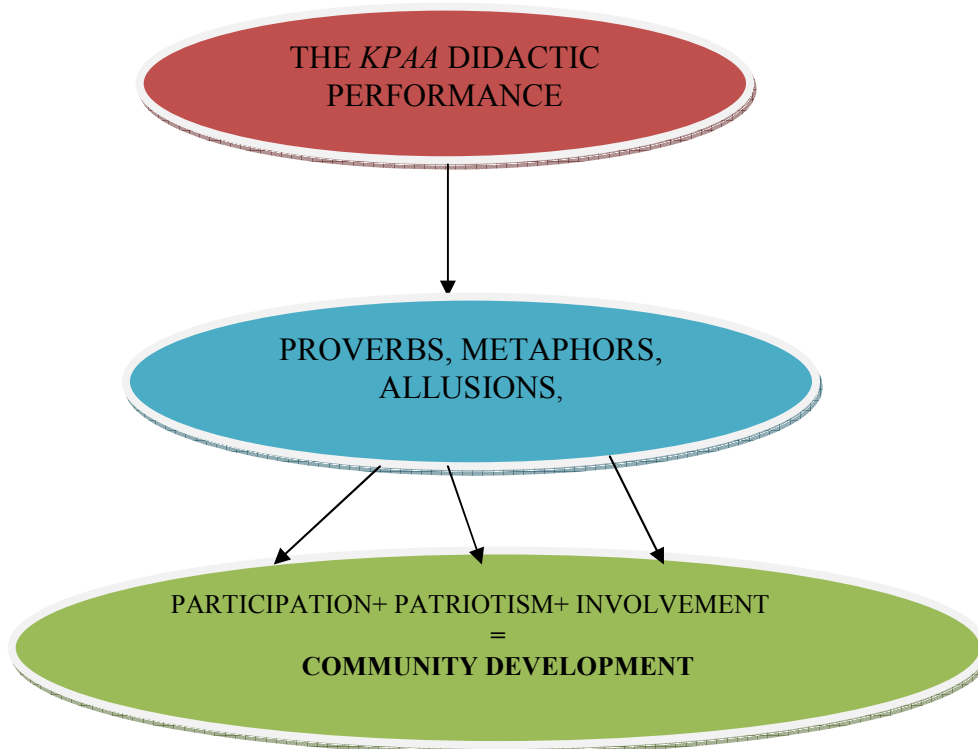 THE KPAA DIDACTIC
PERFORMANCE
PROVERBS, METAPHORS,
ALLUSIONS,
PARTICIPATION+ PATRIOTISM+ INVOLVEMENT
=
COMMUNITY DEVELOPMENT